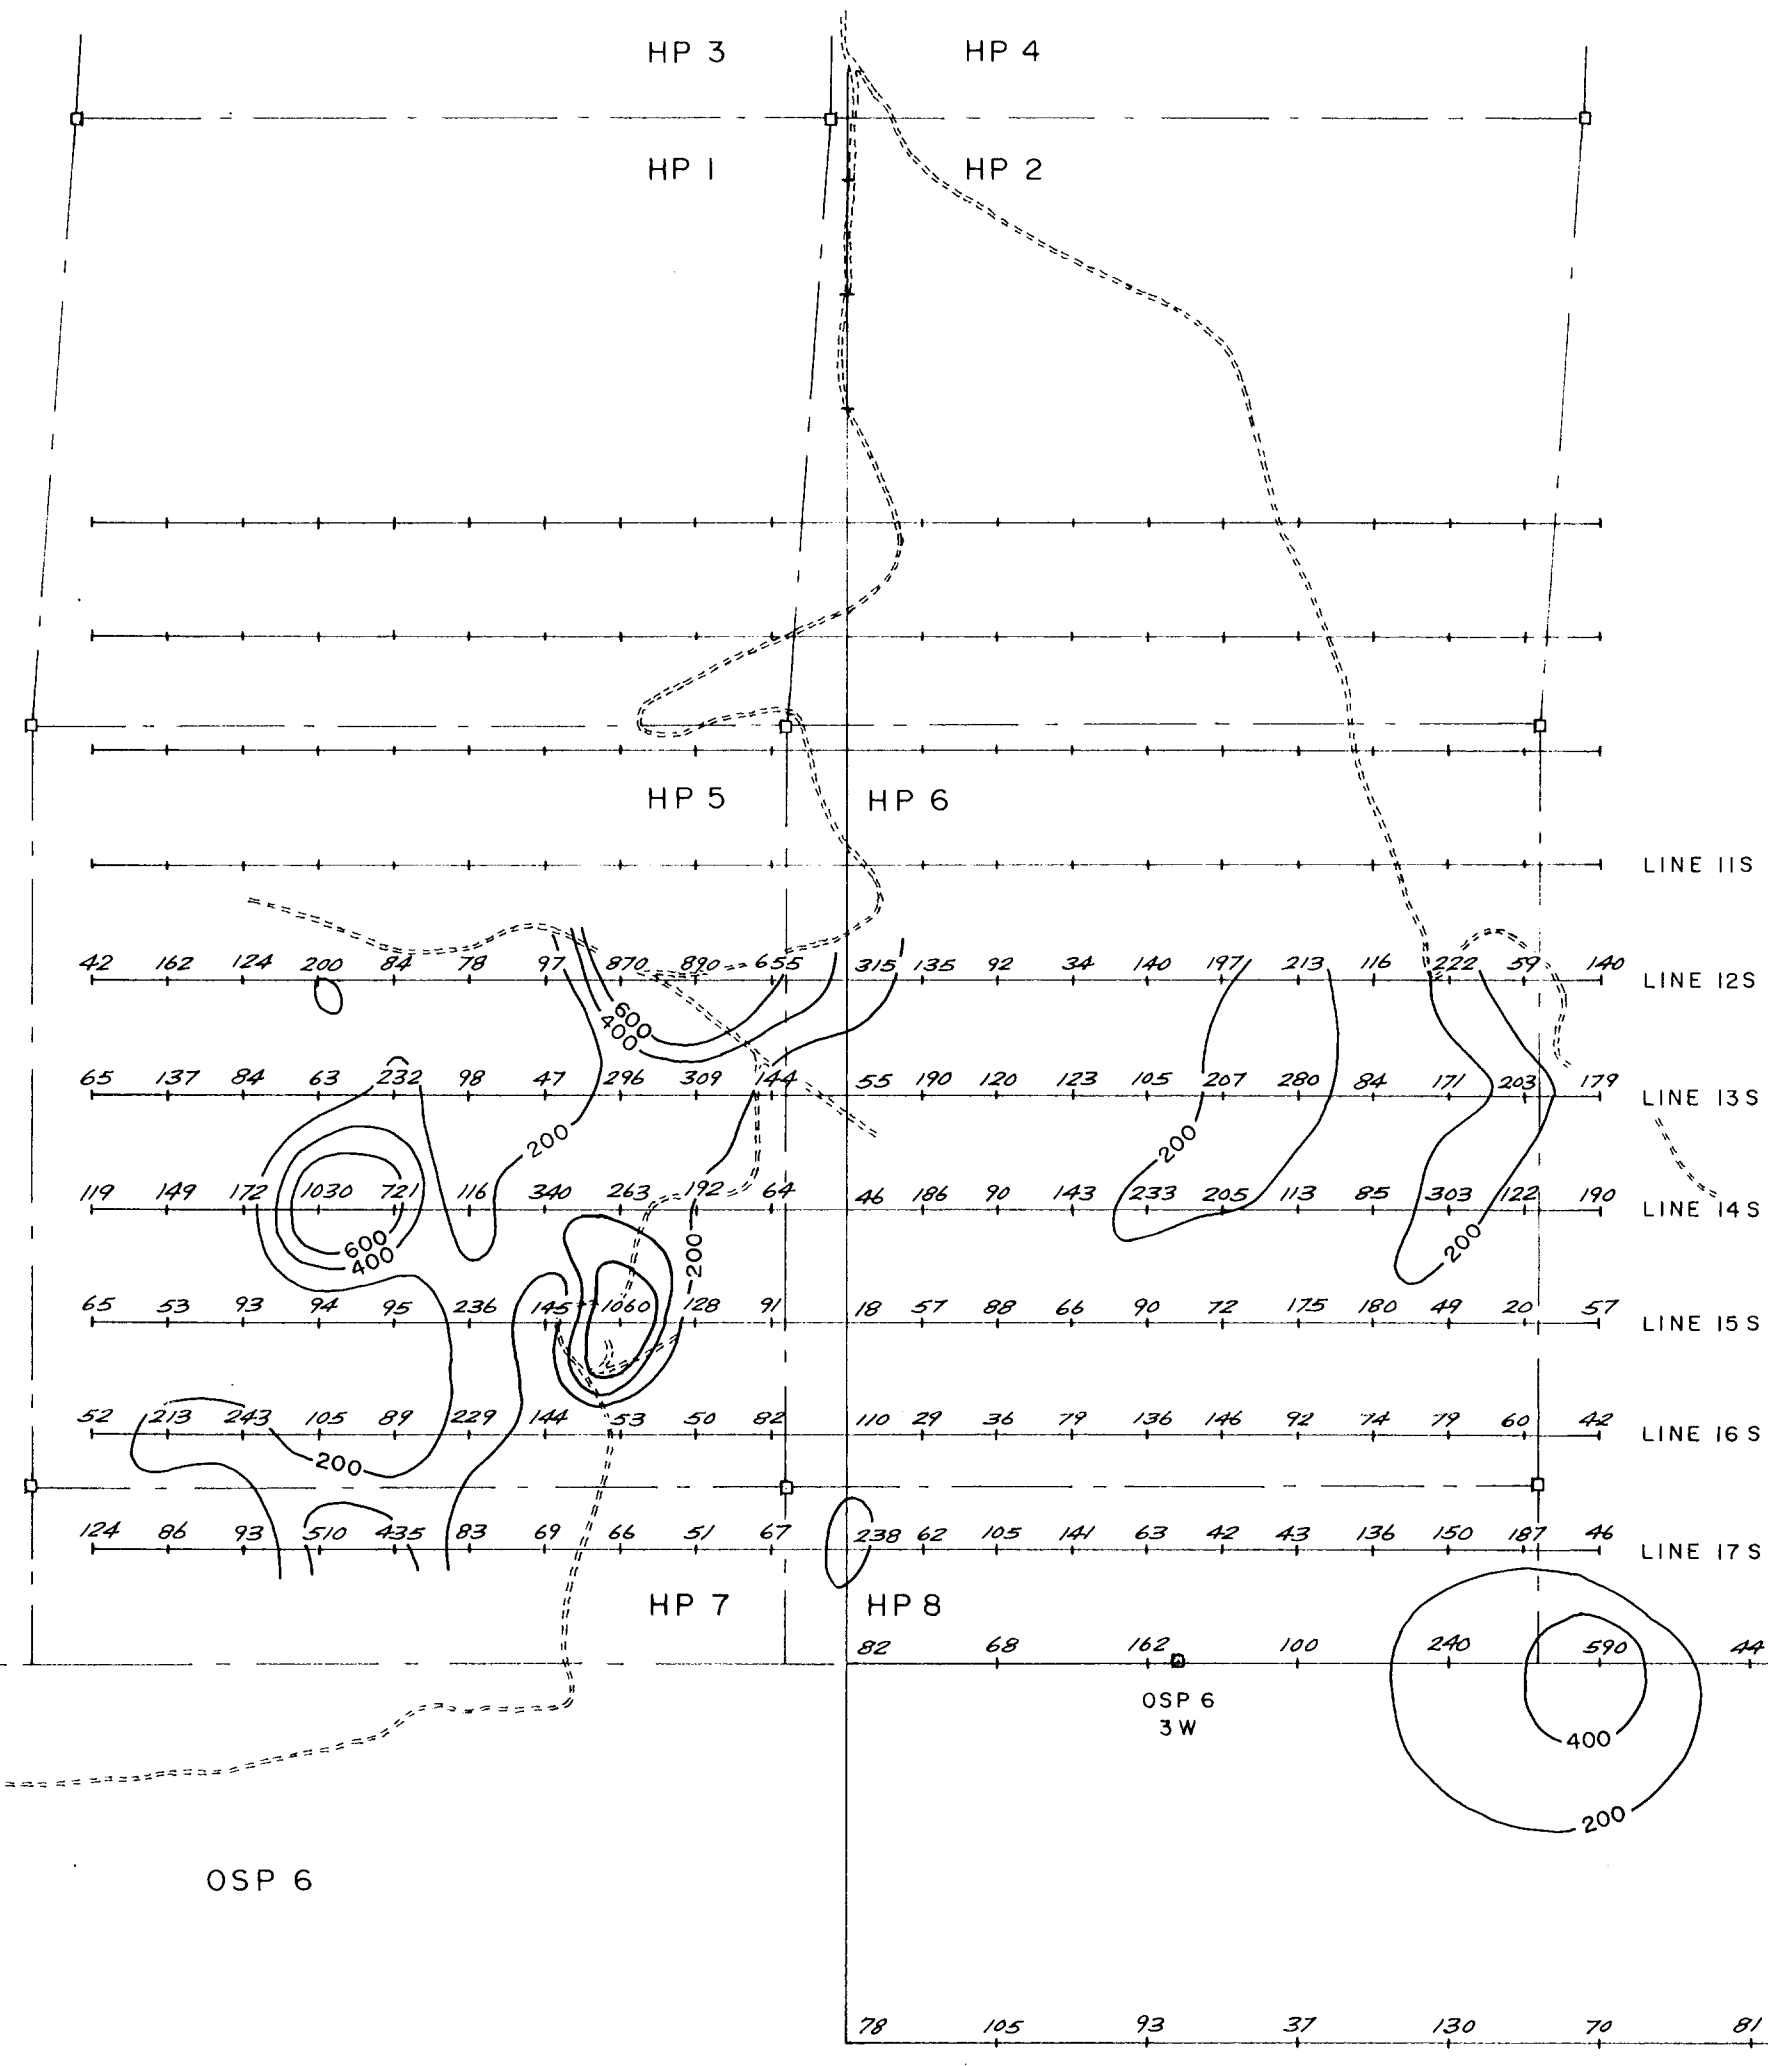 HP 3 HP 4
HP 1 HP 2
HP 5 HP 6
LINE 11S
42 162 124 200 84 78 97 870 890 655 315 135 92 34 140 197 213 116 222 59 140 LINE 12S
600
400
65 137 84 63 232 98 47 296 309 144 55 190 120 123 105 207 280 84 171 203 179 LINE 13S
200 200
119 149 172 1030 721 116 340 263 192 64 46 186 90 143 233 205 113 85 303 122 190 LINE 14S
600 200 200
400
65 53 93 94 95 236 145 1060 128 91 18 57 88 66 90 72 175 180 49 20 57 LINE 15S
52 213 243 105 89 229 144 53 50 82 110 29 36 79 136 146 92 74 79 60 42 LINE 16S
200
124 86 93 510 435 83 69 66 51 67 238 62 105 141 63 42 43 136 150 187 46 LINE 17S
HP 7 HP 8
82 68 162 100 240 590 44
OSP 6
3 W
400
200
OSP 6
78 105 93 37 130 70 81